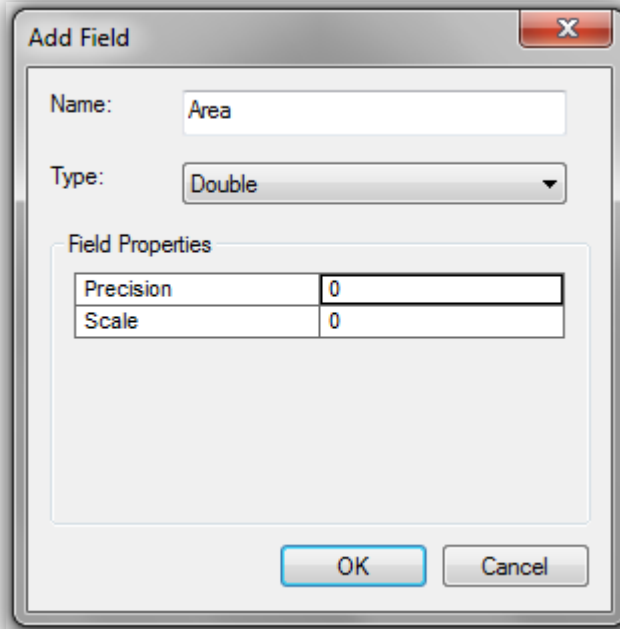 Add Field
Name: Area
Type: Double
Field Properties
Precision 0
Scale 0
OK Cancel